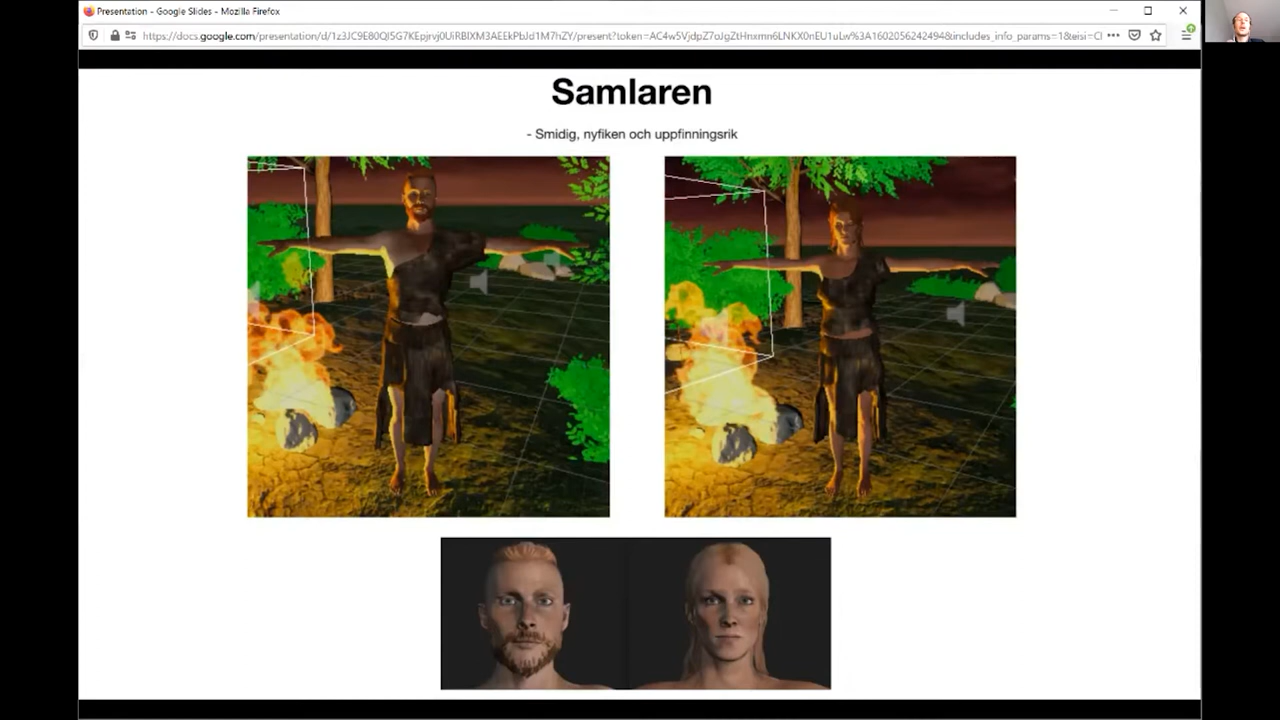 Presentation - Google Slides - Mozilla Firefox
Samlaren
- Smidig, nyfiken och uppfinningsrik